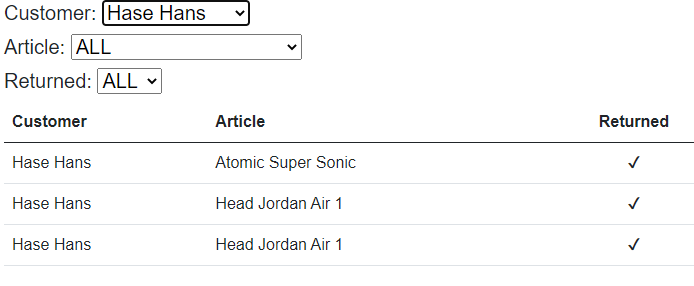 Customer: Hase Hans
Article: ALL
Returned: ALL
Customer Article Returned
Hase Hans Atomic Super Sonic ✓
Hase Hans Head Jordan Air 1 ✓
Hase Hans Head Jordan Air 1 ✓